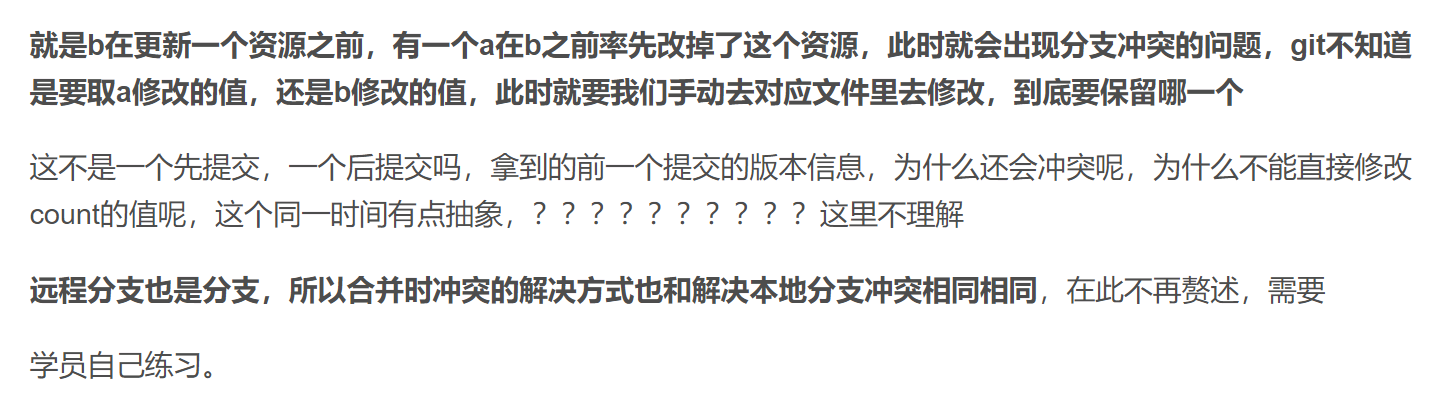 就是b在更新一个资源之前，有一个a在b之前率先改掉了这个资源，此时就会出现分支冲突的问题，git不知道
是要取a修改的值，还是b修改的值，此时就要我们手动去对应文件里去修改，到底要保留哪一个
这不是一个先提交，一个后提交吗，拿到的前一个提交的版本信息，为什么还会冲突呢，为什么不能直接修改
count的值呢，这个同一时间有点抽象，？？？？？？？？？？这里不理解
远程分支也是分支，所以合并时冲突的解决方式也和解决本地分支冲突相同相同，在此不再赘述，需要
学员自己练习。